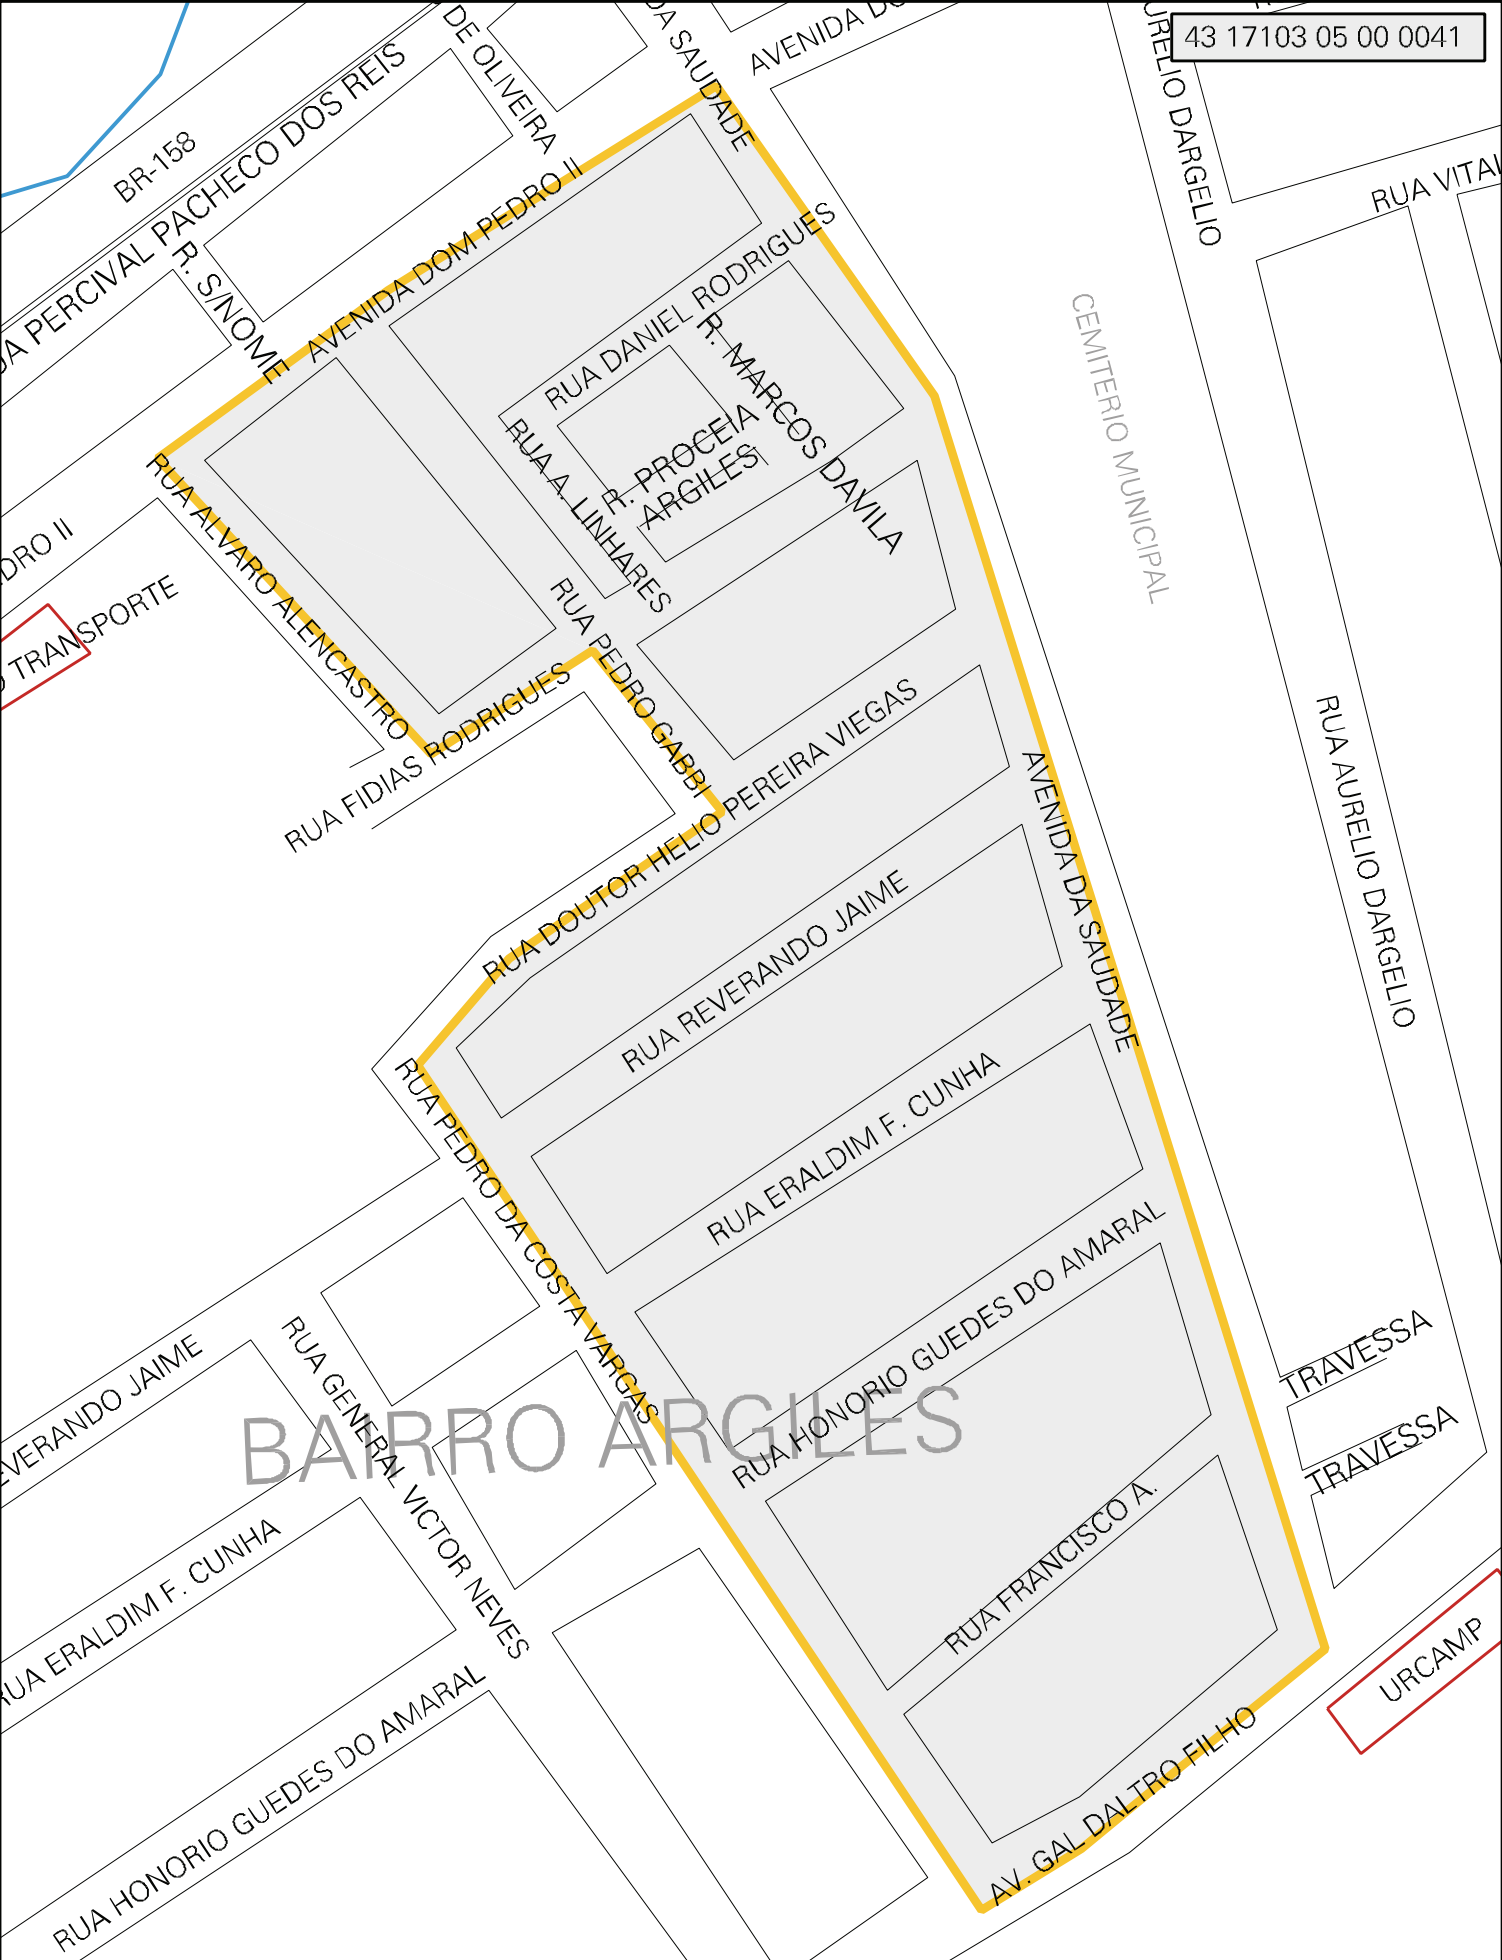 43 17103 05 00 0041
DE OLIVEIRA
DA SAUDADE
AVENIDA DO
AURELIO DARGELIO
BR-158
RUA PERCIVAL PACHECO DOS REIS
RUA VITAL
R. S/NOME
AVENIDA DOM PEDRO II
RUA DANIEL RODRIGUES
R. MARCOS DAVILA
CEMITERIO MUNICIPAL
R. PROCEIA
ARGILES
RUA A. LINHARES
RUA ALVARO ALENCASTRO
DRO II
O TRANSPORTE
RUA PEDRO GABBI
RUA FIDIAS RODRIGUES
RUA DOUTOR HELIO PEREIRA VIEGAS
RUA AURELIO DARGELIO
AVENIDA DA SAUDADE
RUA REVERANDO JAIME
RUA PEDRO DA COSTA VARGAS
RUA ERALDIM F. CUNHA
RUA HONORIO GUEDES DO AMARAL
TRAVESSA
TRAVESSA
RUA GENERAL VICTOR NEVES
EVERANDO JAIME
BAIRRO ARGILES
RUA FRANCISCO A.
RUA ERALDIM F. CUNHA
URCAMP
RUA HONORIO GUEDES DO AMARAL
AV. GAL DALTRO FILHO